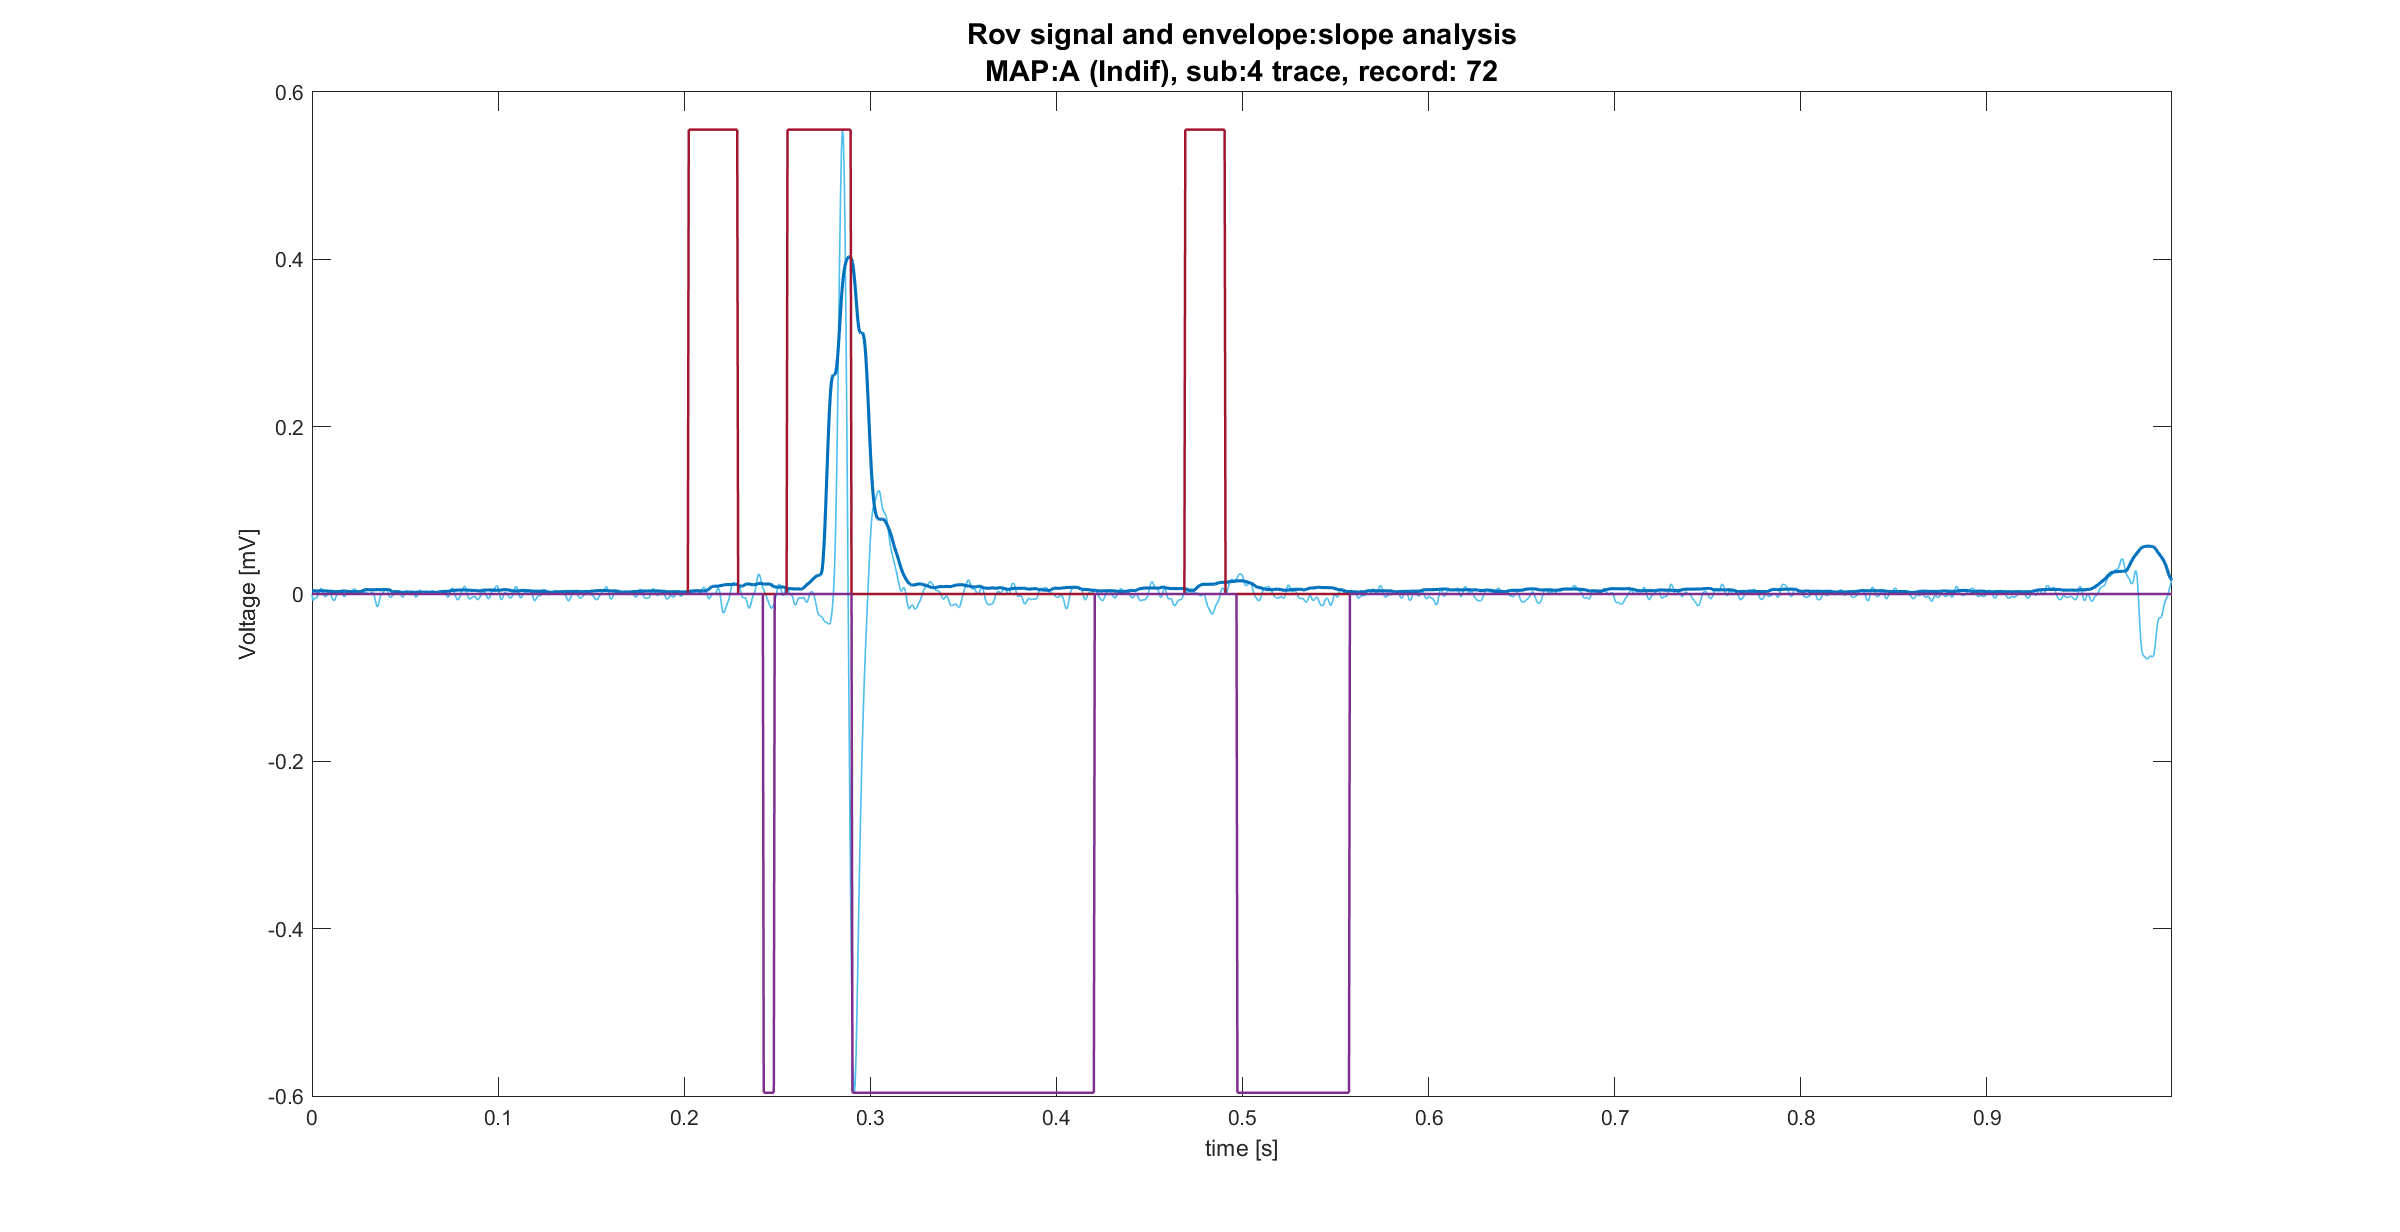 Rov signal and envelope:slope analysis
MAP:A (Indif), sub:4 trace, record: 72
0.6
0.4
0.2
0
-0.2
-0.4
-0.6
Voltage [mV]
0 0.1 0.2 0.3 0.4 0.5 0.6 0.7 0.8 0.9
time [s]